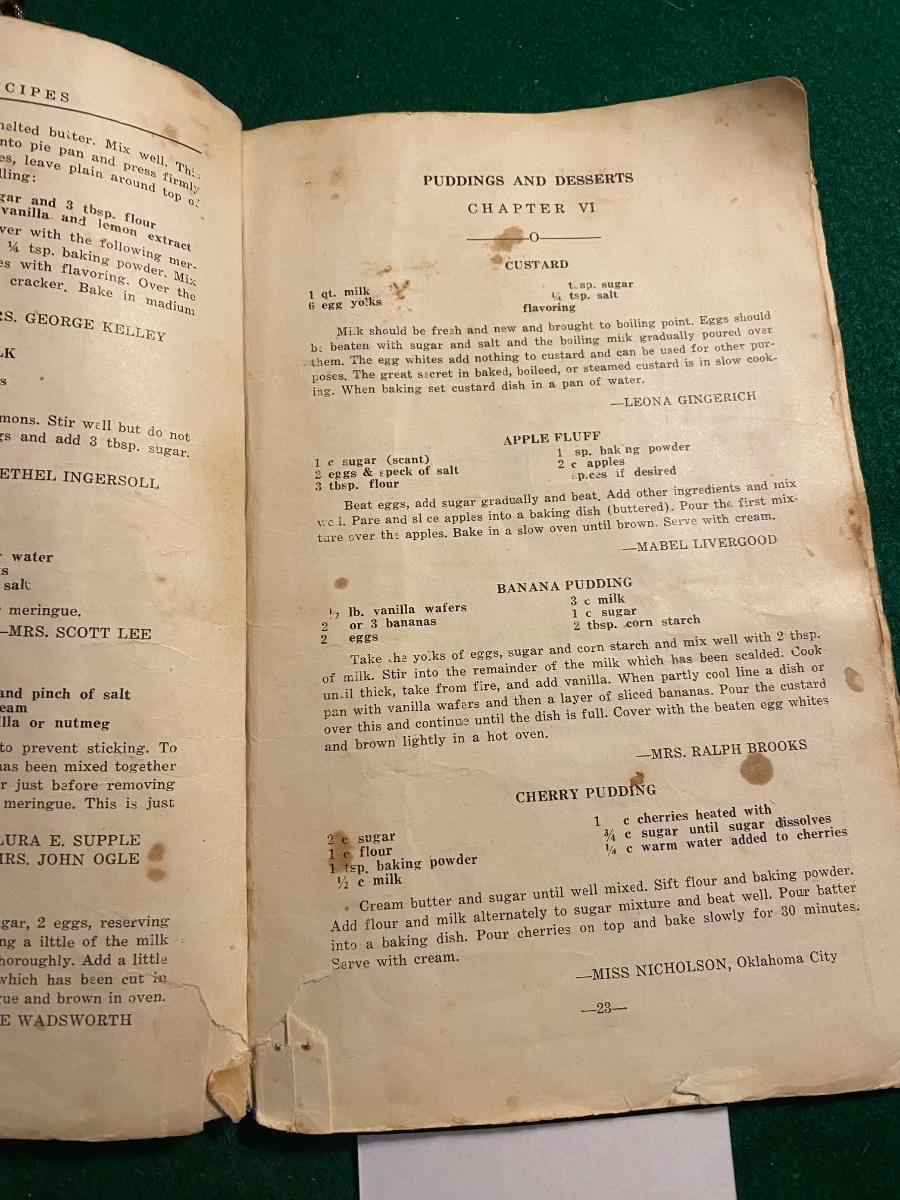 CIPES
melted butter. Mix well. This
nto pie pan and press firmly
es, leave plain around top of
lling:
gar and 3 tbsp. flour
vanilla and lemon extract
ver with the following mer-
¼ tsp. baking powder. Mix
es with flavoring. Over the
cracker. Bake in madium
RS. GEORGE KELLEY
LK
s
mons. Stir well but do not
gs and add 3 tbsp. sugar.
ETHEL INGERSOLL
water
s
salt
meringue.
—MRS. SCOTT LEE
and pinch of salt
eam
lla or nutmeg
to prevent sticking. To
has been mixed together
r just before removing
meringue. This is just
LURA E. SUPPLE
MRS. JOHN OGLE
gar, 2 eggs, reserving
ng a ilttle of the milk
horoughly. Add a little
which has been cut in
gue and brown in oven.
E WADSWORTH
PUDDINGS AND DESSERTS
CHAPTER VI
O
CUSTARD
1 qt. milk
6 egg yolks
sugar
¼ tsp. salt
flavoring
Milk should be fresh and new and brought to boiling point. Eggs should
be beaten with sugar and salt and the boiling milk gradually poured over
them. The egg whites add nothing to custard and can be used for other pur-
poses. The great secret in baked, boileed, or steamed custard is in slow cook-
ing. When baking set custard dish in a pan of water.
—LEONA GINGERICH
APPLE FLUFF
1 c sugar (scant)
2 eggs & speck of salt
3 tbsp. flour
1 sp. baking powder
2 c apples
spices if desired
Beat eggs, add sugar gradually and beat. Add other ingredients and mix
well. Pare and slice apples into a baking dish (buttered). Pour the first mix-
ture over the apples. Bake in a slow oven until brown. Serve with cream.
—MABEL LIVERGOOD
BANANA PUDDING
½ lb. vanilla wafers
2 or 3 bananas
2 eggs
3 c milk
1 c sugar
2 tbsp. corn starch
Take the yolks of eggs, sugar and corn starch and mix well with 2 tbsp.
of milk. Stir into the remainder of the milk which has been scalded. Cook
until thick, take from fire, and add vanilla. When partly cool line a dish or
pan with vanilla wafers and then a layer of sliced bananas. Pour the custard
over this and continue until the dish is full. Cover with the beaten egg whites
and brown lightly in a hot oven.
—MRS. RALPH BROOKS
CHERRY PUDDING
2 c sugar
1 c flour
1 tsp. baking powder
½ c milk
1 c cherries heated with
¾ c sugar until sugar dissolves
¼ c warm water added to cherries
Cream butter and sugar until well mixed. Sift flour and baking powder.
Add flour and milk alternately to sugar mixture and beat well. Pour batter
into a baking dish. Pour cherries on top and bake slowly for 30 minutes.
Serve with cream.
—MISS NICHOLSON, Oklahoma City
—23—